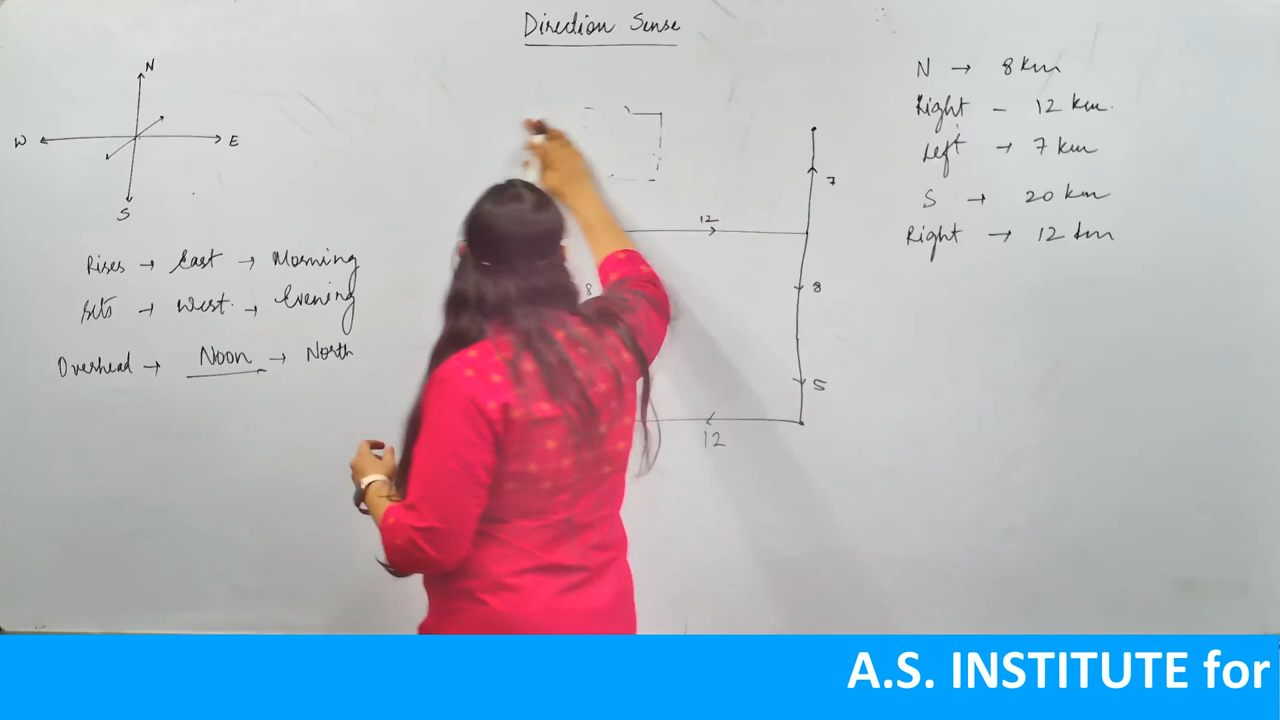 Direction Sense
N
W E
S
Rises → East → Morning
Sets → West → Evening
Overhead → Noon → North
12
7
8
8
5
12
N → 8 km
Right - 12 km.
Left → 7 km
S → 20 km
Right → 12 km
A.S. INSTITUTE for